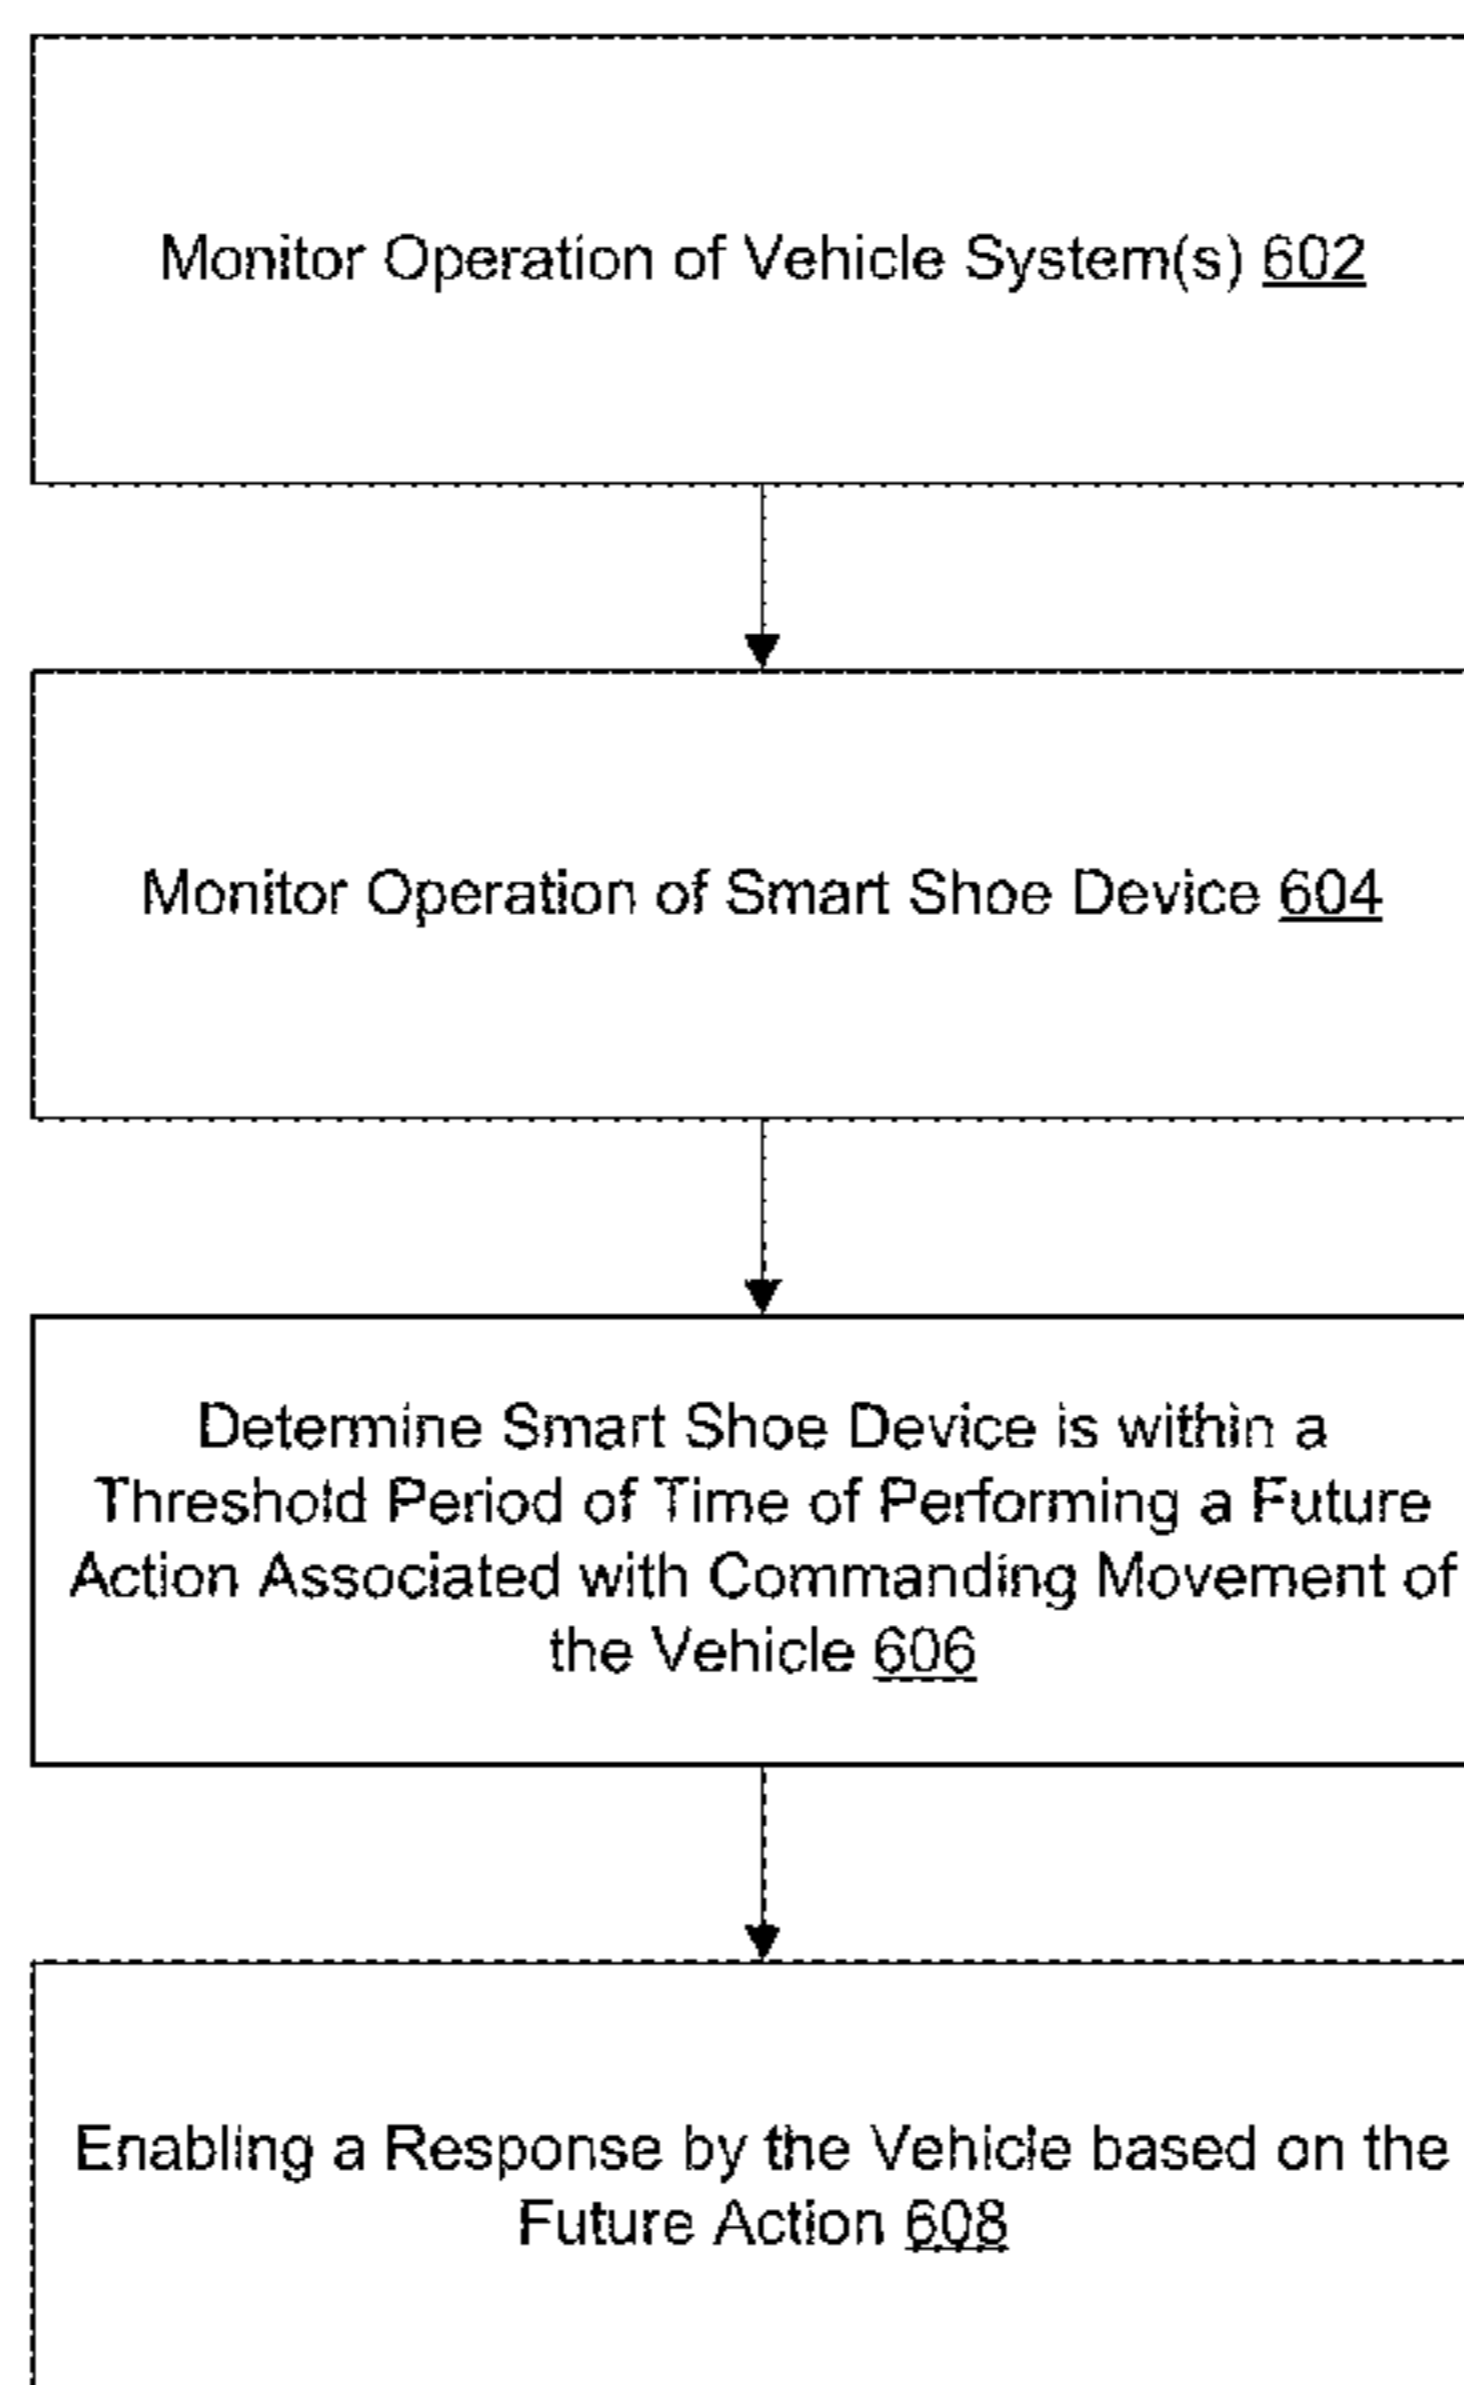 Monitor Operation of Vehicle System(s) 602
Monitor Operation of Smart Shoe Device 604
Determine Smart Shoe Device is within a
Threshold Period of Time of Performing a Future
Action Associated with Commanding Movement of
the Vehicle 606
Enabling a Response by the Vehicle based on the
Future Action 608